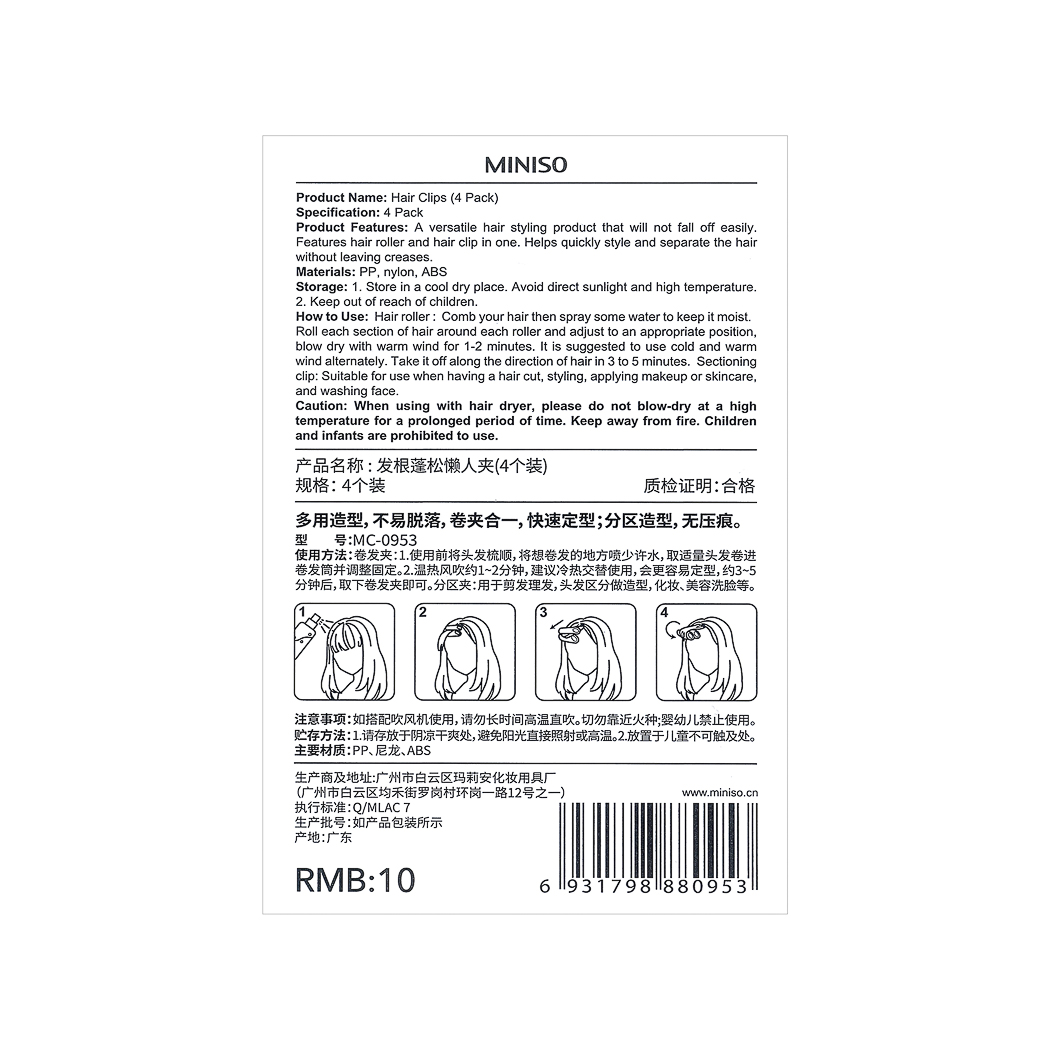 MINISO
Product Name: Hair Clips (4 Pack)
Specification: 4 Pack
Product Features: A versatile hair styling product that will not fall off easily.
Features hair roller and hair clip in one. Helps quickly style and separate the hair
without leaving creases.
Materials: PP, nylon, ABS
Storage: 1. Store in a cool dry place. Avoid direct sunlight and high temperature.
2. Keep out of reach of children.
How to Use: Hair roller : Comb your hair then spray some water to keep it moist.
Roll each section of hair around each roller and adjust to an appropriate position,
blow dry with warm wind for 1-2 minutes. It is suggested to use cold and warm
wind alternately. Take it off along the direction of hair in 3 to 5 minutes. Sectioning
clip: Suitable for use when having a hair cut, styling, applying makeup or skincare,
and washing face.
Caution: When using with hair dryer, please do not blow-dry at a high
temperature for a prolonged period of time. Keep away from fire. Children
and infants are prohibited to use.
产品名称：发根蓬松懒人夹(4个装)
规格：4个装 质检证明：合格
多用造型，不易脱落，卷夹合一，快速定型；分区造型，无压痕。
型 号：MC-0953
使用方法：卷发夹：1.使用前将头发梳顺，将想卷发的地方喷少许水，取适量头发卷进
卷发筒并调整固定。2.温热风吹约1~2分钟，建议冷热交替使用，会更容易定型，约3~5
分钟后，取下卷发夹即可。分区夹：用于剪发理发，头发区分做造型，化妆、美容洗脸等。
1 2 3 4
注意事项：如搭配吹风机使用，请勿长时间高温直吹。切勿靠近火种；婴幼儿禁止使用。
贮存方法：1.请存放于阴凉干爽处，避免阳光直接照射或高温。2.放置于儿童不可触及处。
主要材质：PP、尼龙、ABS
生产商及地址：广州市白云区玛莉安化妆用具厂
（广州市白云区均禾街罗岗村环岗一路12号之一）
www.miniso.cn
执行标准：Q/MLAC 7
生产批号：如产品包装所示
产地：广东
RMB:10
6 931798 880953